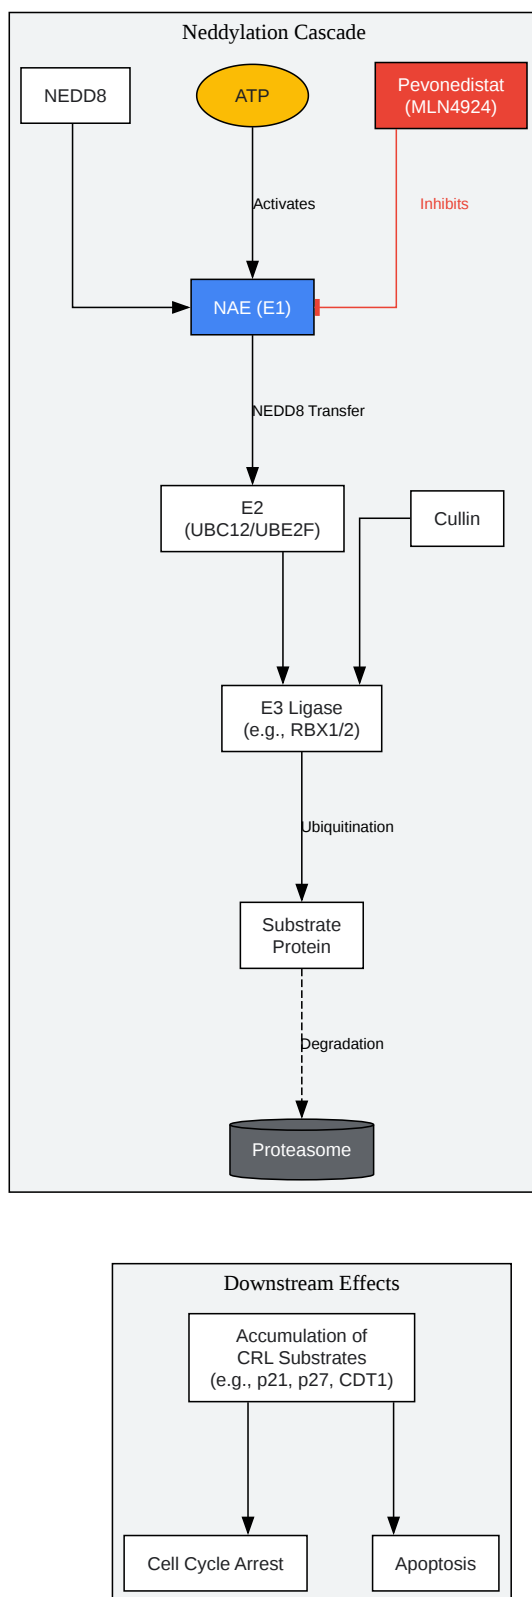 Neddylation Cascade
NEDD8
ATP
Pevonedistat
(MLN4924)
Activates
Inhibits
NAE (E1)
NEDD8 Transfer
E2
(UBC12/UBE2F)
Cullin
E3 Ligase
(e.g., RBX1/2)
Ubiquitination
Substrate
Protein
Degradation
Proteasome
Downstream Effects
Accumulation of
CRL Substrates
(e.g., p21, p27, CDT1)
Cell Cycle Arrest
Apoptosis